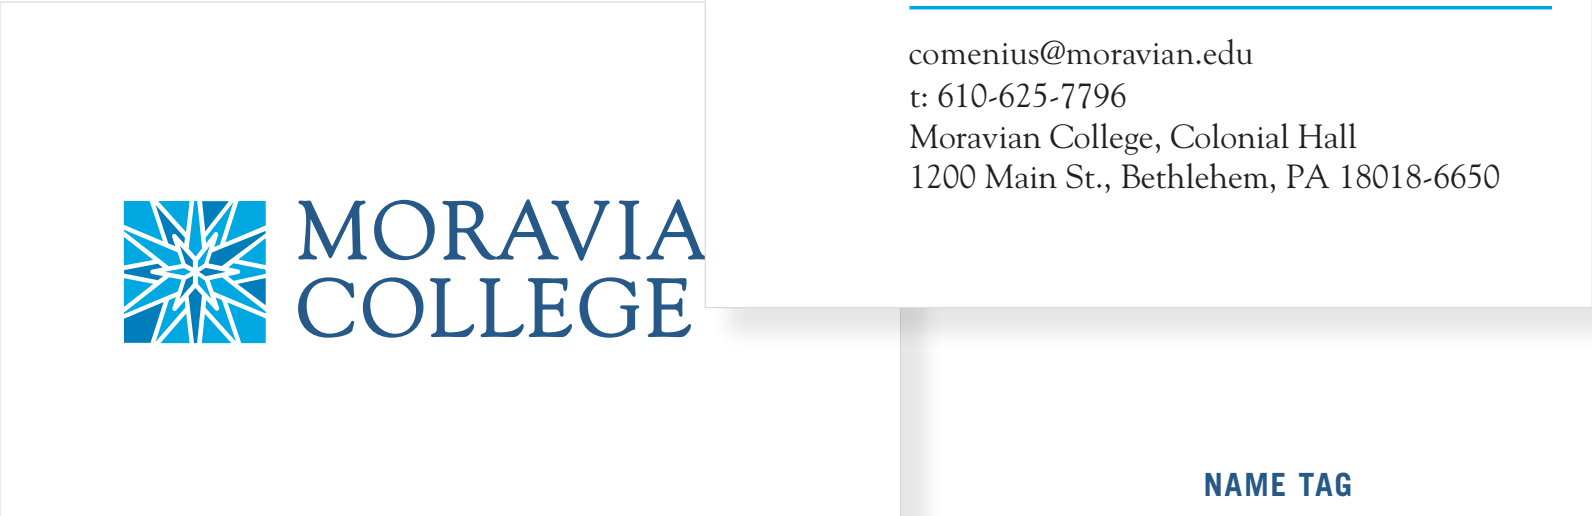 comenius@moravian.edu
t: 610-625-7796
Moravian College, Colonial Hall
1200 Main St., Bethlehem, PA 18018-6650
MORAVIA
COLLEGE
NAME TAG